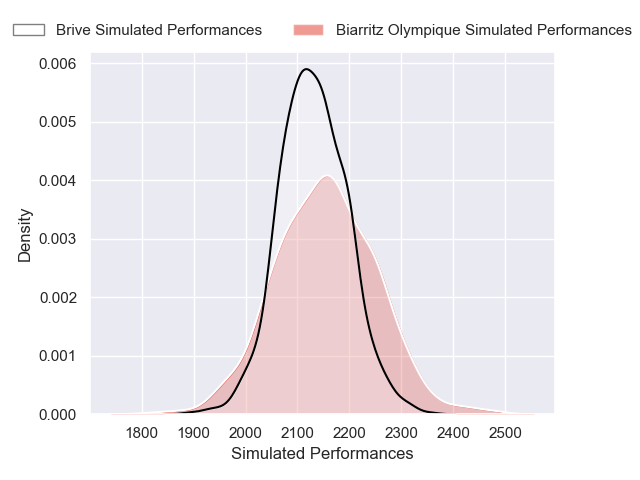 Brive Simulated Performances
Biarritz Olympique Simulated Performances
0.006
0.005
0.004
0.003
0.002
0.001
0.000
Density
1800 1900 2000 2100 2200 2300 2400 2500
Simulated Performances